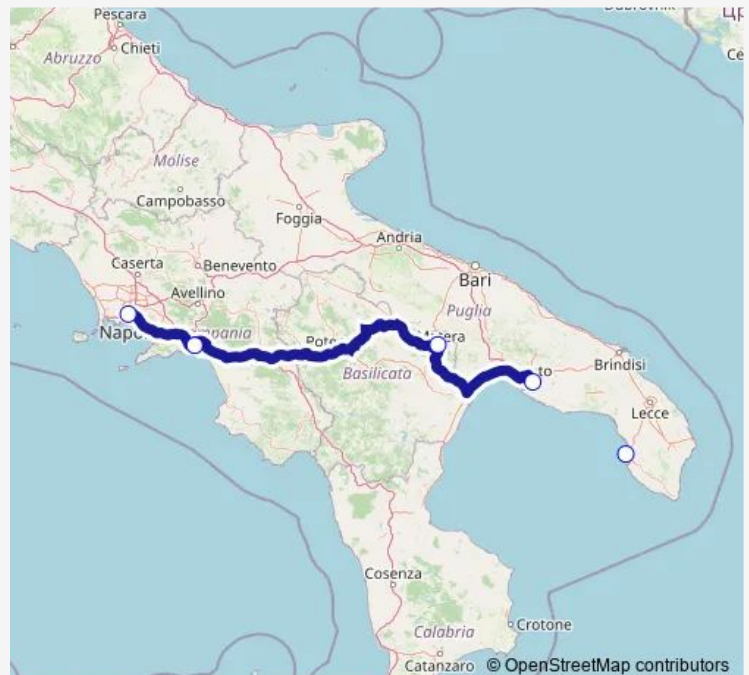 Pescara
Chieti
Abruzzo
Molise
Campobasso
Foggia
Andria
Caserta
Benevento
Bari
Avellino
Puglia
Basilicata
Brindisi
Lecce
Cosenza
Calabria
Crotone
Catanzaro
© OpenStreetMap contributors